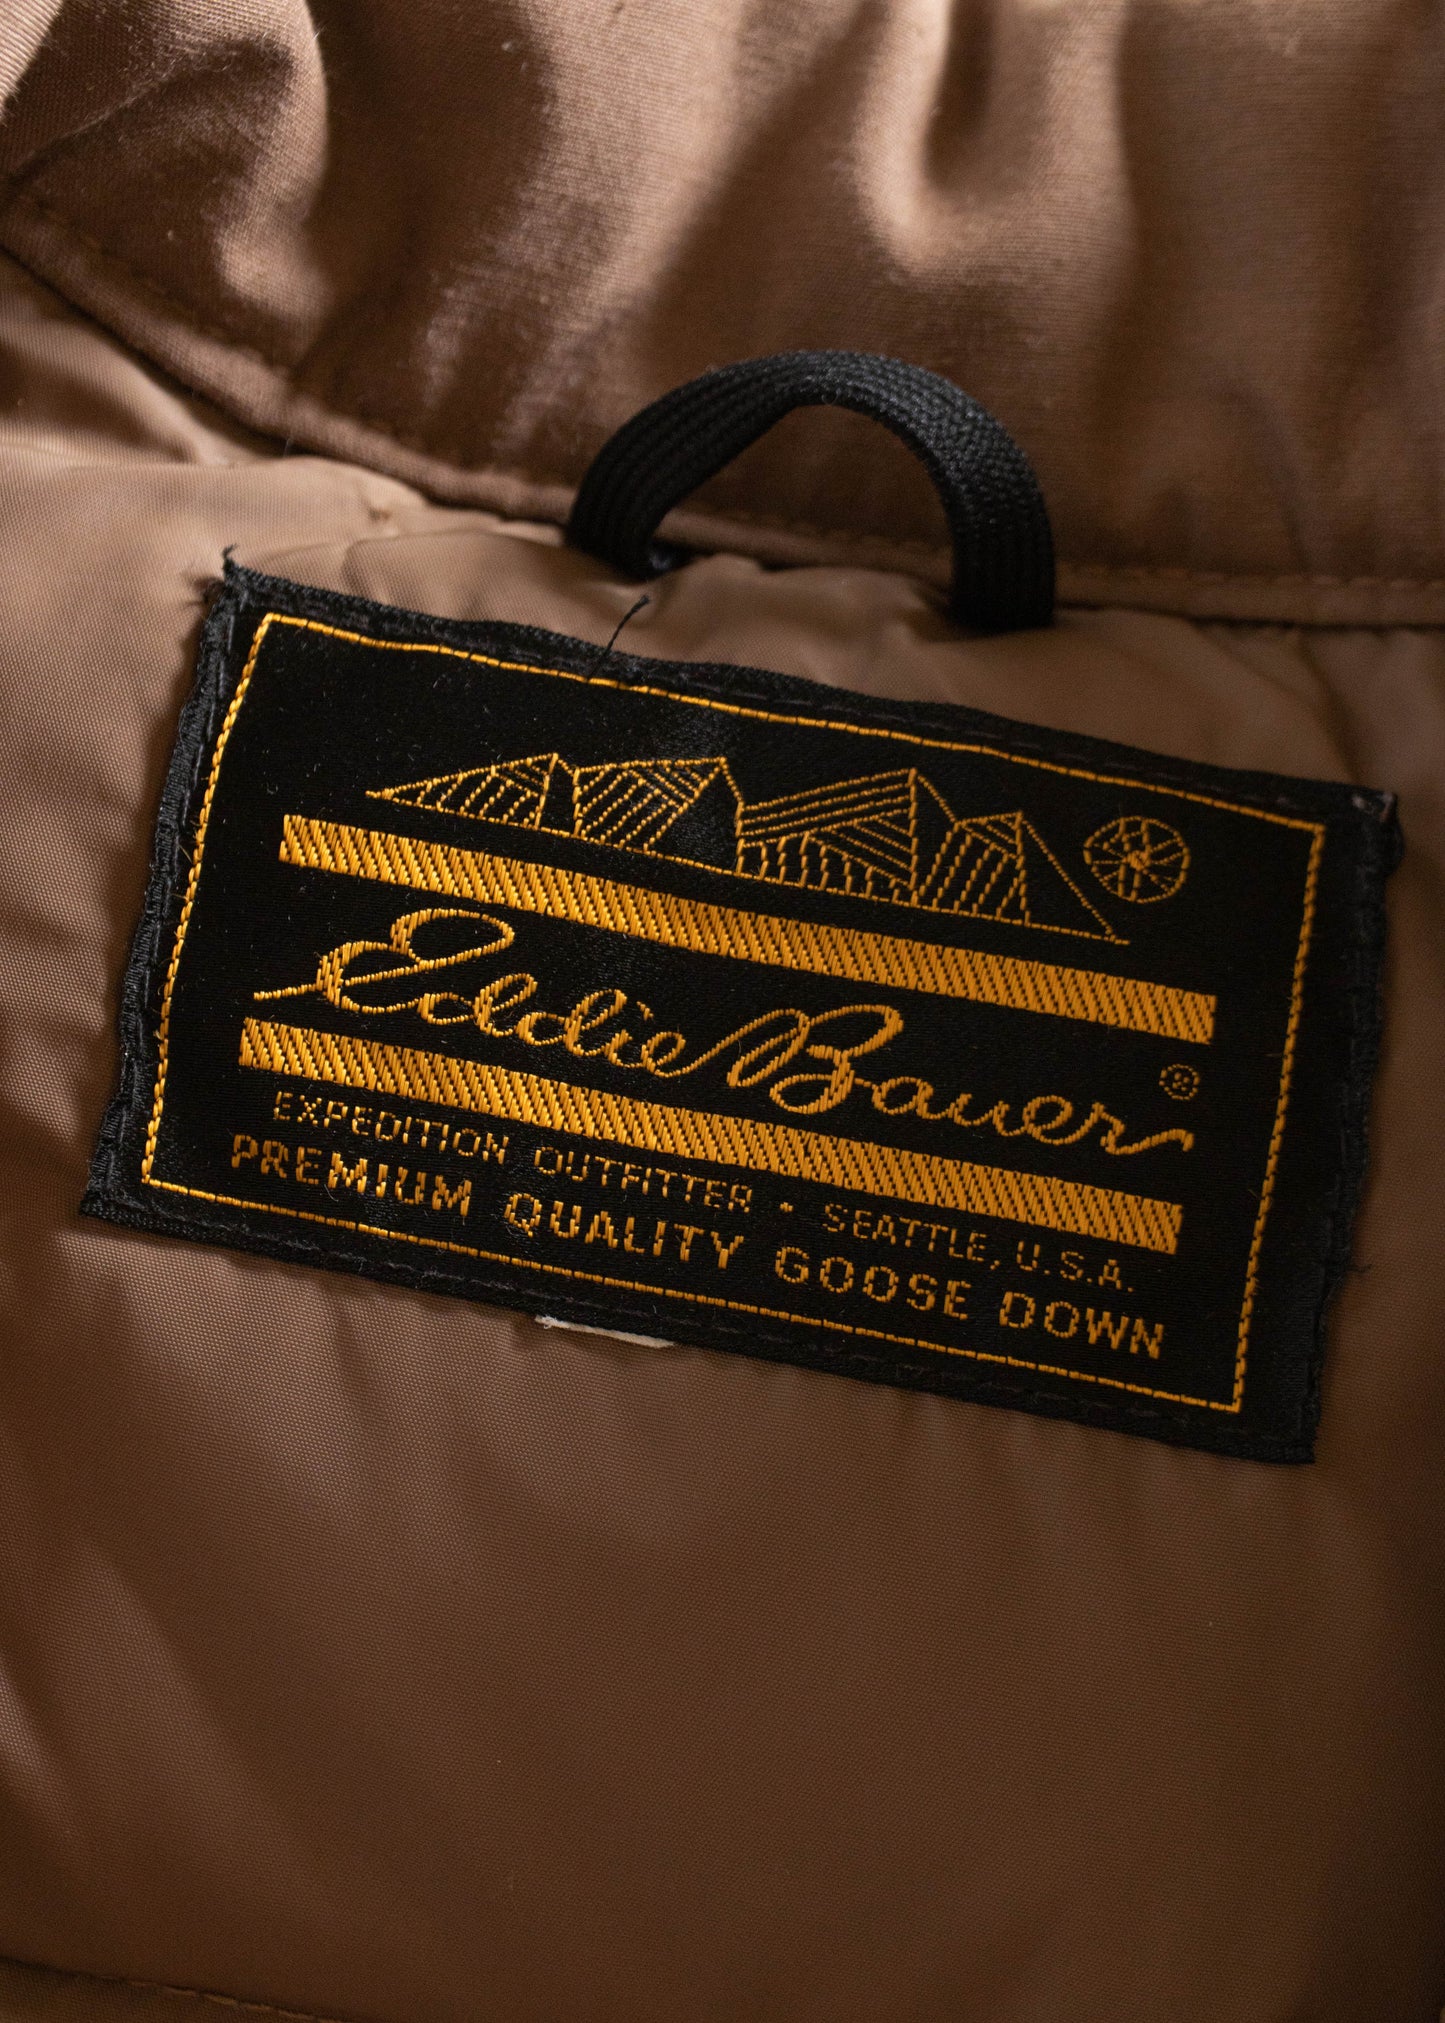 Eddie Bauer ®
EXPEDITION OUTFITTER • SEATTLE, U.S.A.
PREMIUM QUALITY GOOSE DOWN